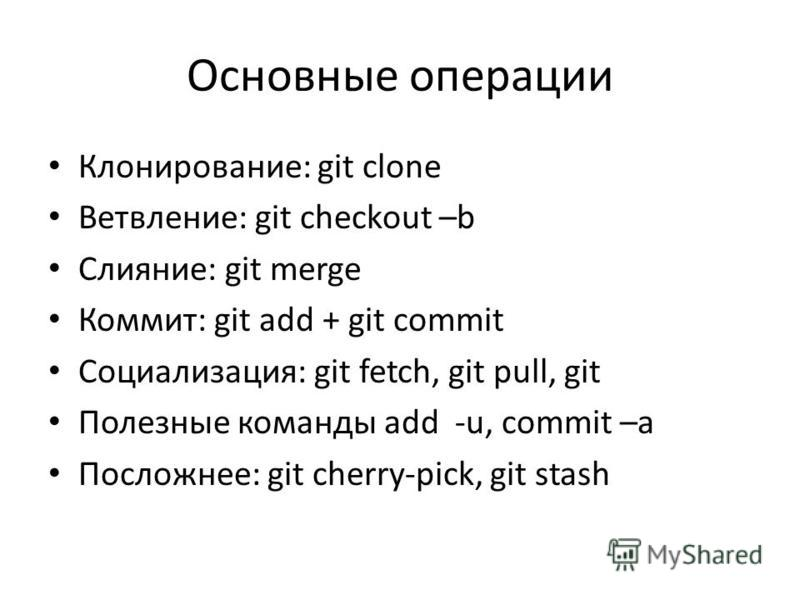 Основные операции
• Клонирование: git clone
• Ветвление: git checkout –b
• Слияние: git merge
• Коммит: git add + git commit
• Социализация: git fetch, git pull, git
• Полезные команды add  -u, commit –a
• Посложнее: git cherry-pick, git stash
MyShared